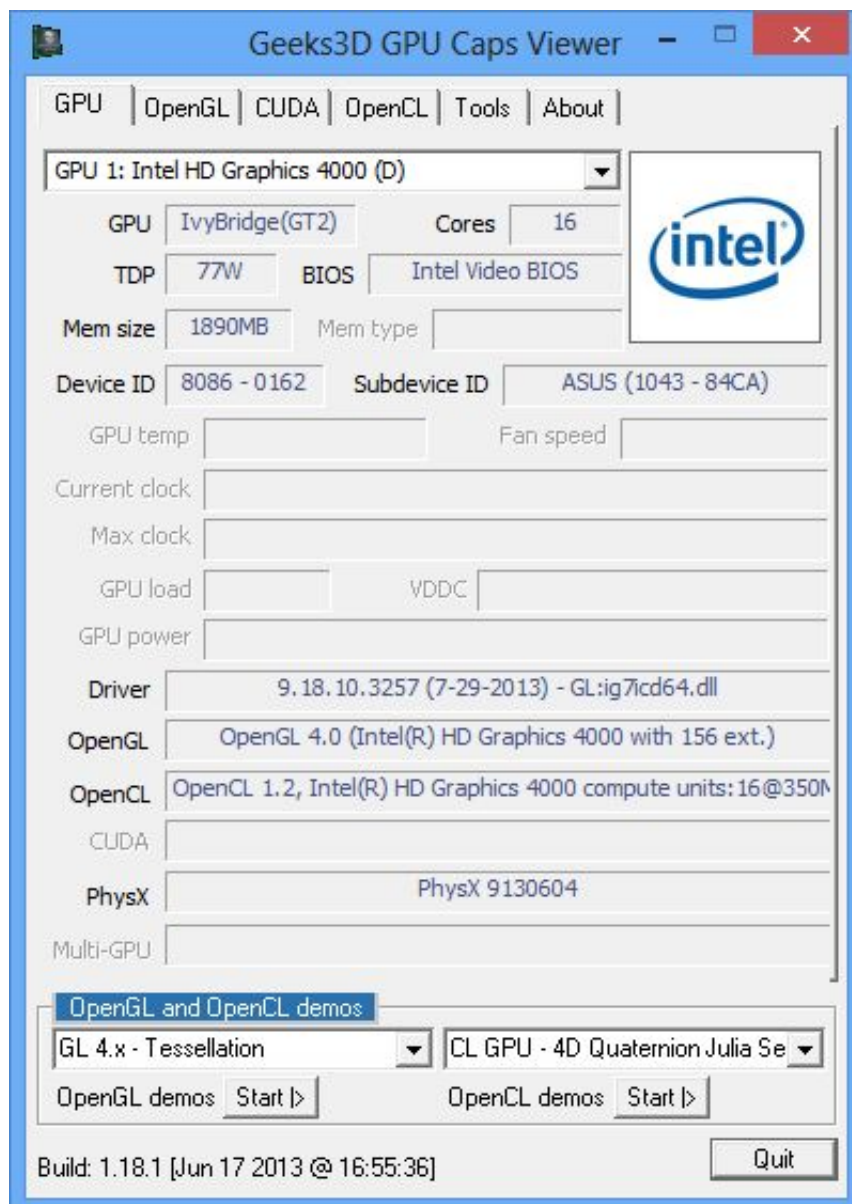 Geeks3D GPU Caps Viewer
GPU OpenGL CUDA OpenCL Tools About
GPU 1: Intel HD Graphics 4000 (D)
intel
GPU IvyBridge(GT2) Cores 16
TDP 77W BIOS Intel Video BIOS
Mem size 1890MB Mem type
Device ID 8086 - 0162 Subdevice ID ASUS (1043 - 84CA)
GPU temp Fan speed
Current clock
Max clock
GPU load VDDC
GPU power
Driver 9.18.10.3257 (7-29-2013) - GL:ig7icd64.dll
OpenGL OpenGL 4.0 (Intel(R) HD Graphics 4000 with 156 ext.)
OpenCL OpenCL 1.2, Intel(R) HD Graphics 4000 compute units:16@350M
CUDA
PhysX PhysX 9130604
Multi-GPU
OpenGL and OpenCL demos
GL 4.x - Tessellation CL GPU - 4D Quaternion Julia Se
OpenGL demos Start |> OpenCL demos Start |>
Build: 1.18.1 [Jun 17 2013 @ 16:55:36] Quit